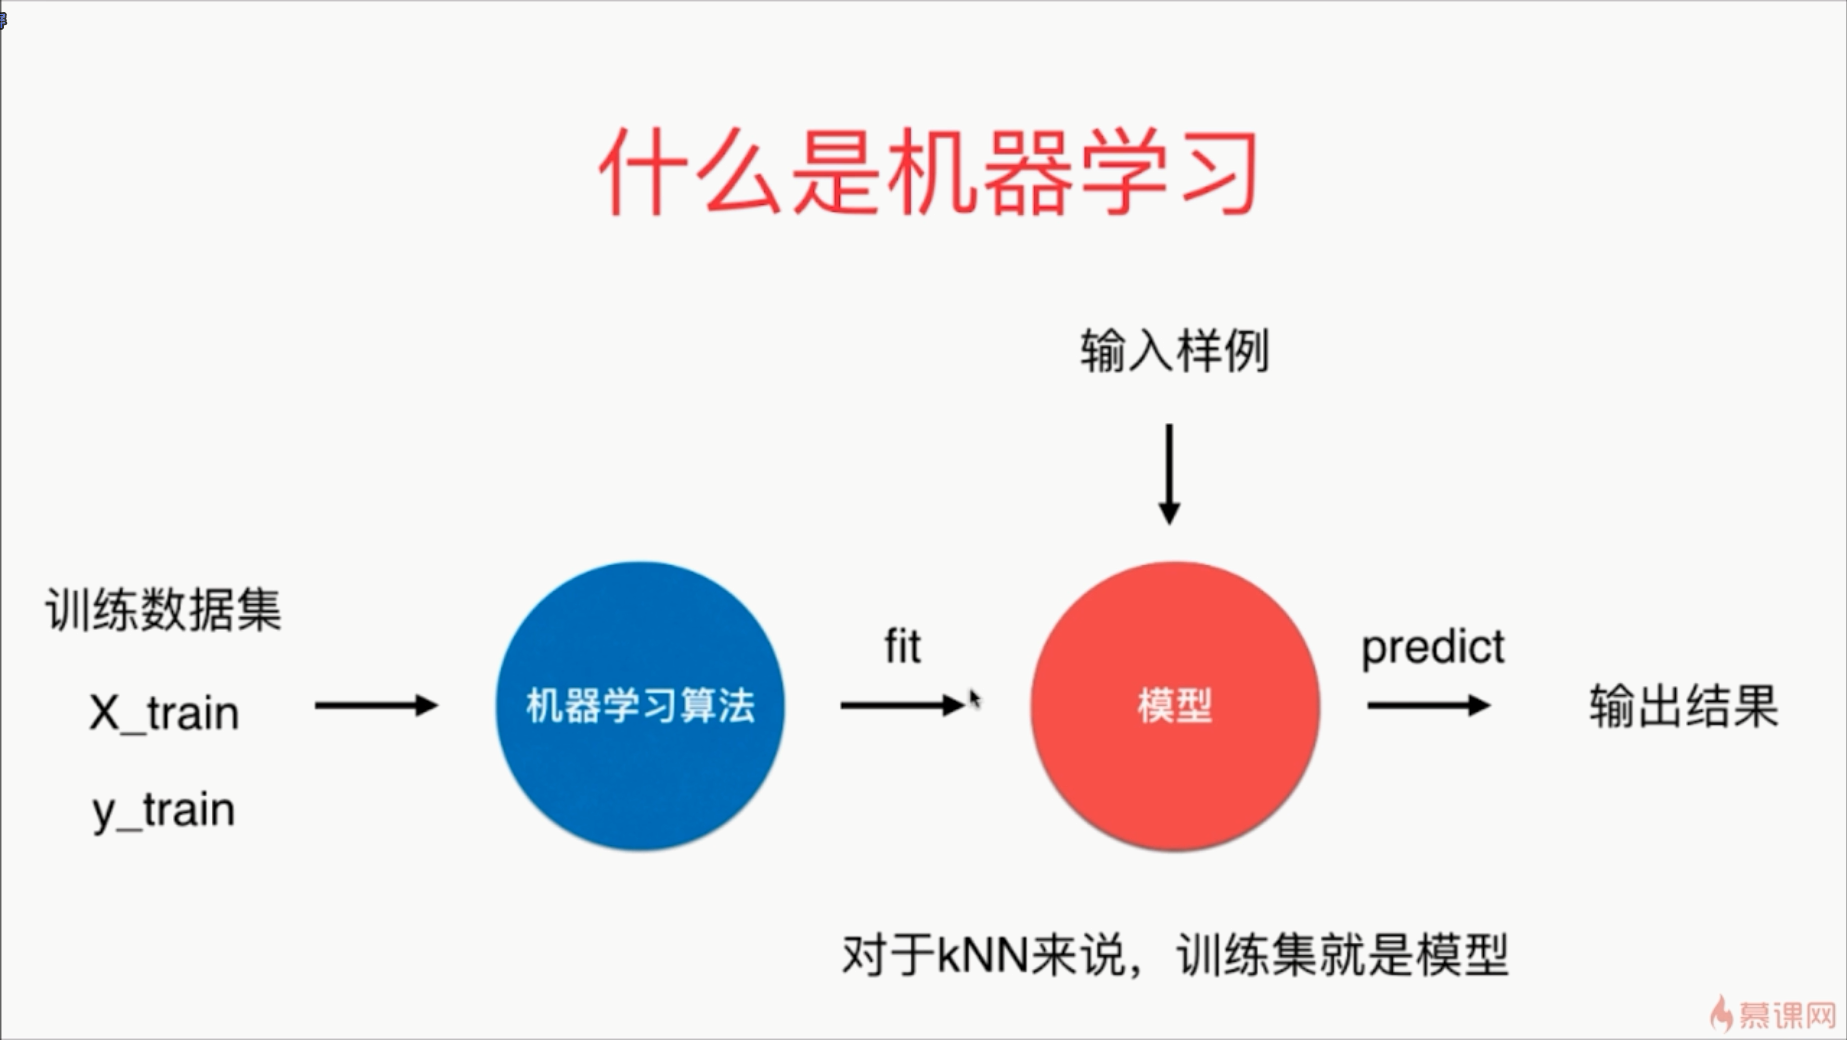 什么是机器学习
输入样例
训练数据集
X_train
y_train
机器学习算法
fit
模型
predict
输出结果
对于kNN来说，训练集就是模型
慕课网